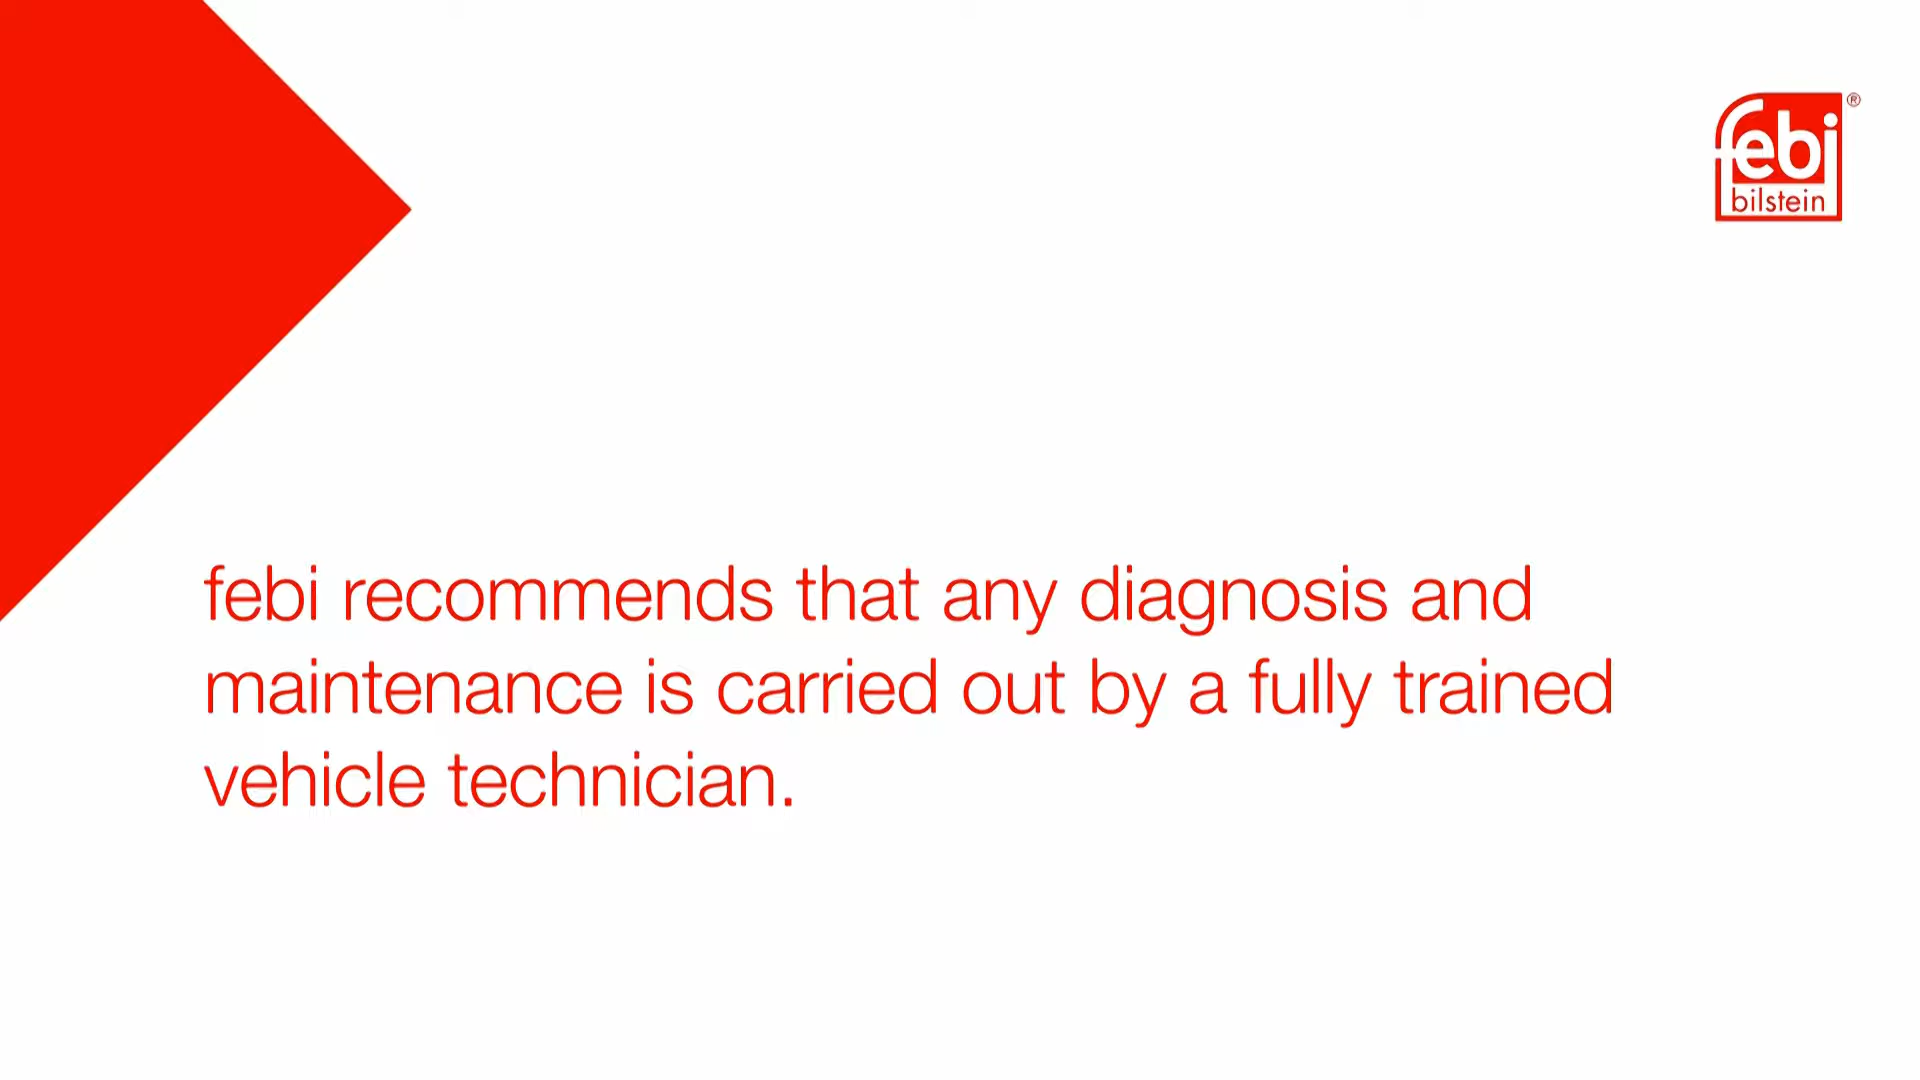 febi®
bilstein
febi recommends that any diagnosis and
maintenance is carried out by a fully trained
vehicle technician.